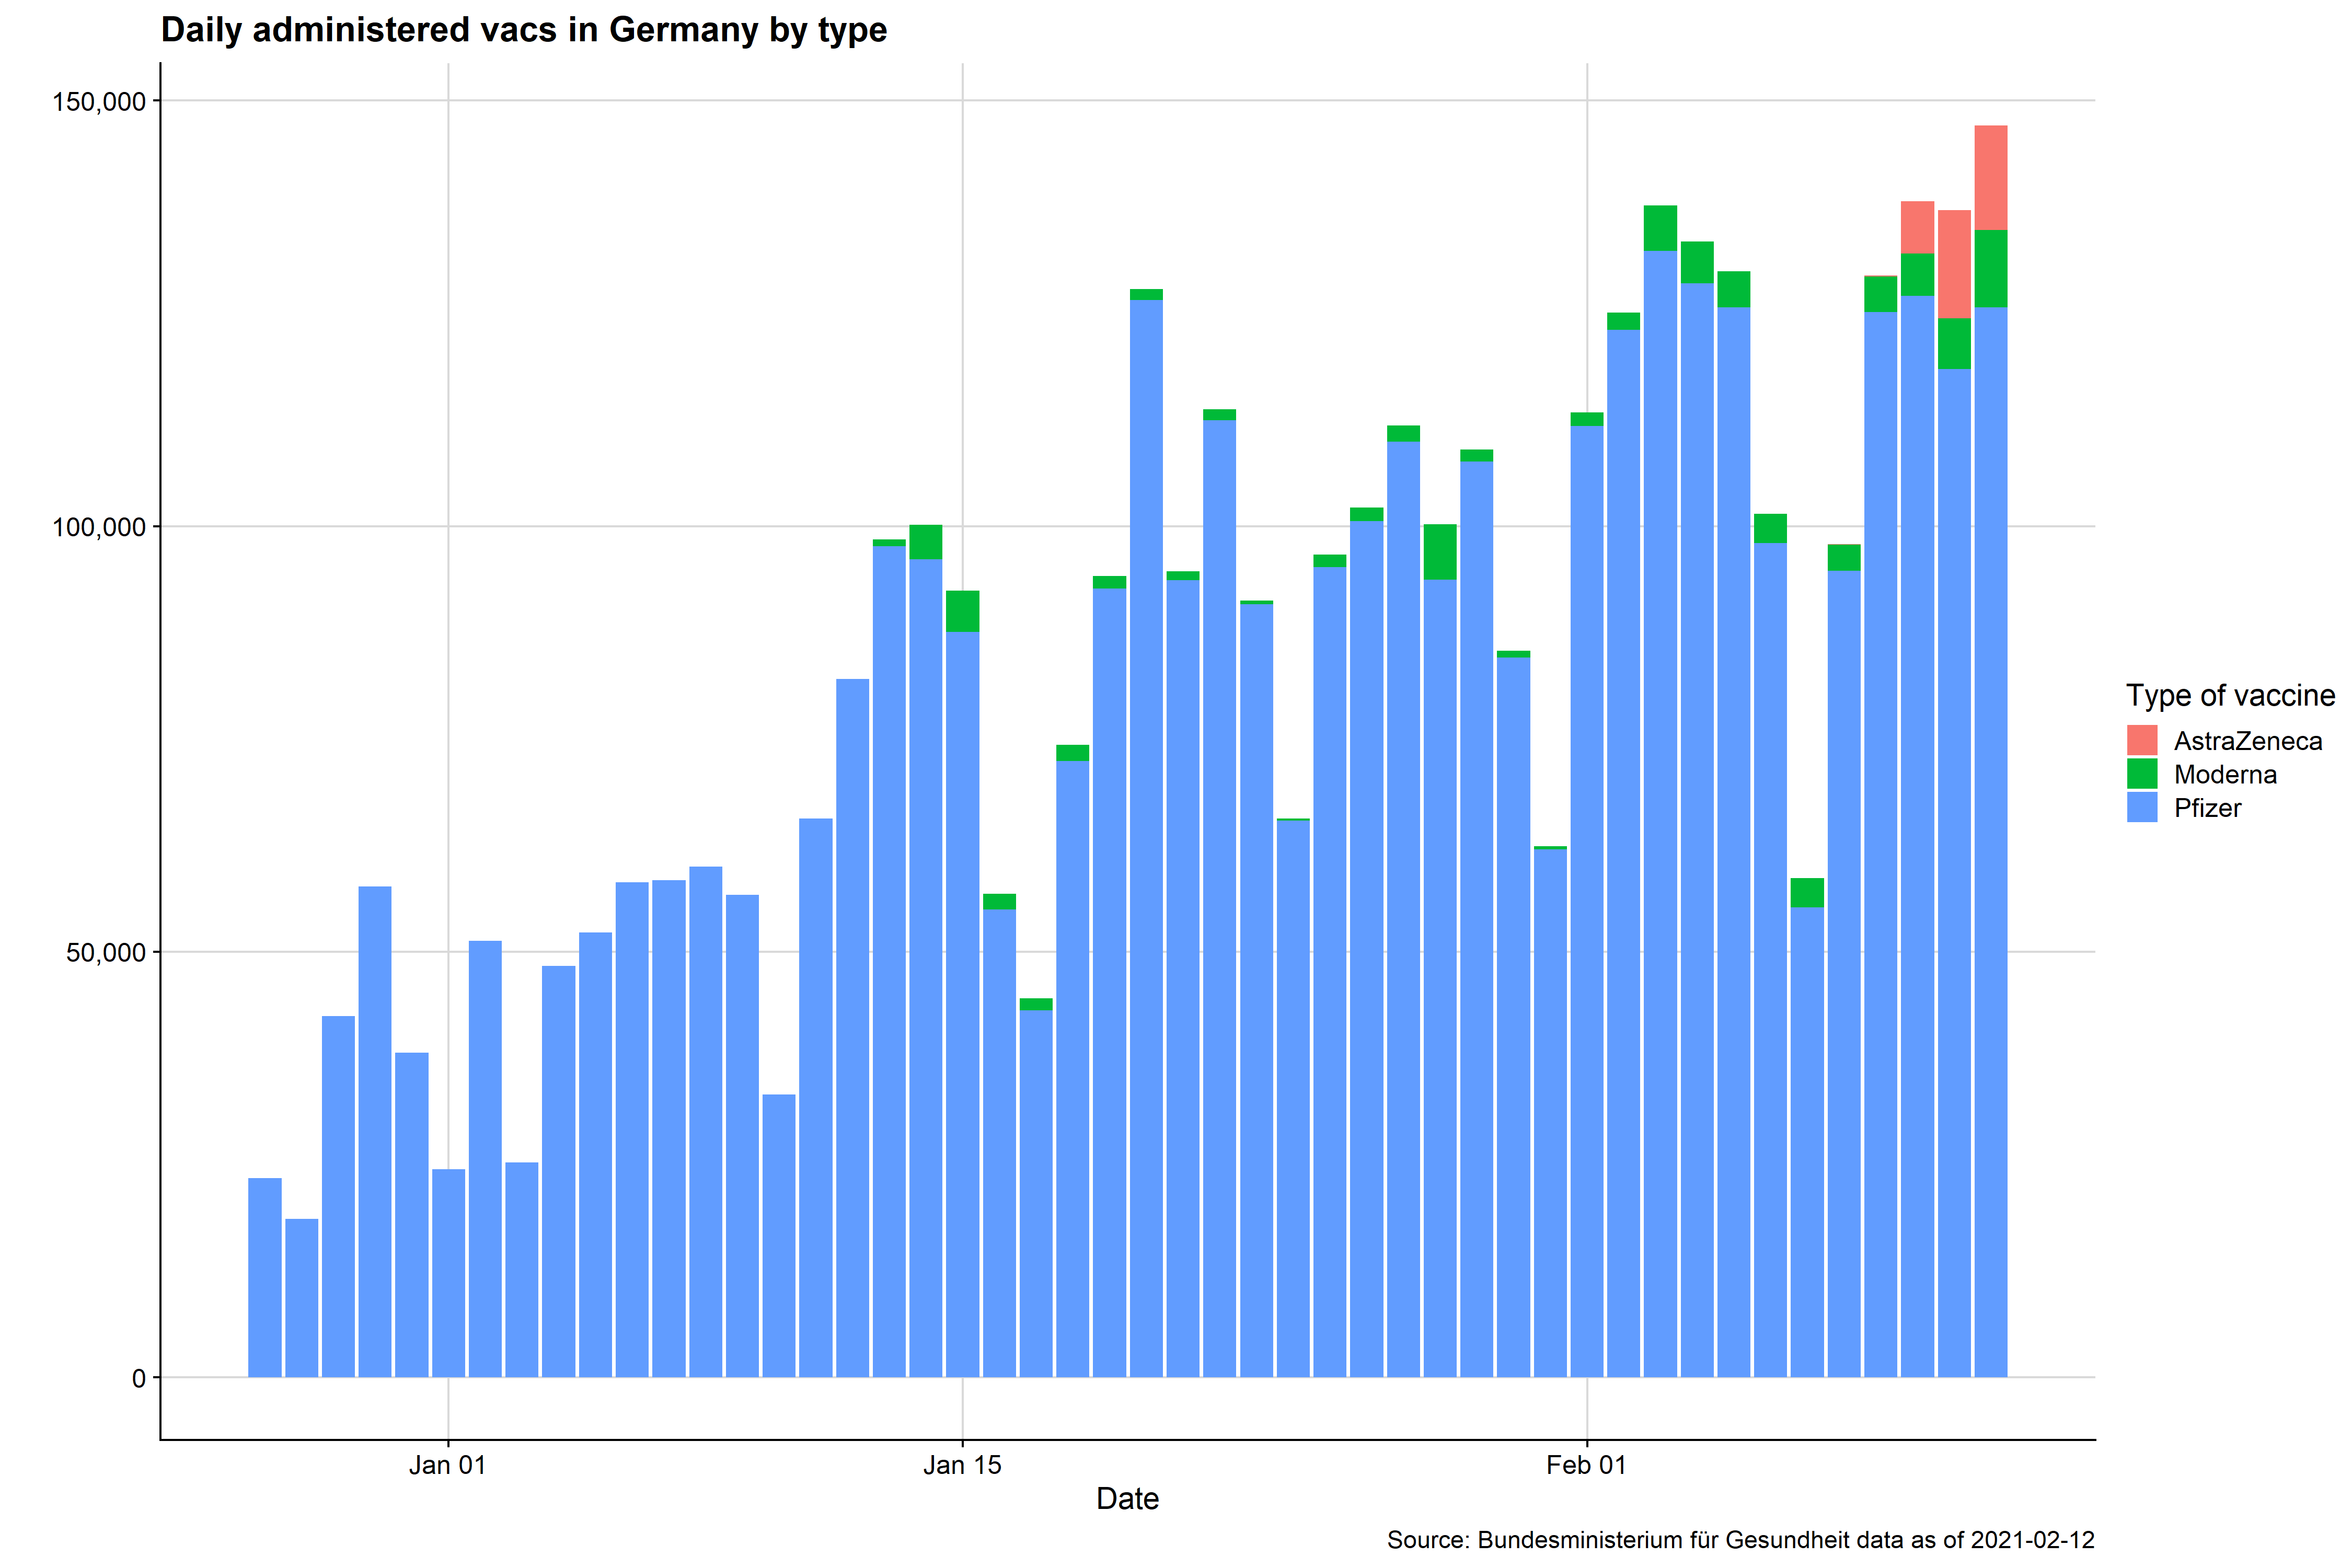 Daily administered vacs in Germany by type
150,000
100,000
50,000
0
Jan 01
Jan 15
Feb 01
Date
Type of vaccine
AstraZeneca
Moderna
Pfizer
Source: Bundesministerium für Gesundheit data as of 2021-02-12